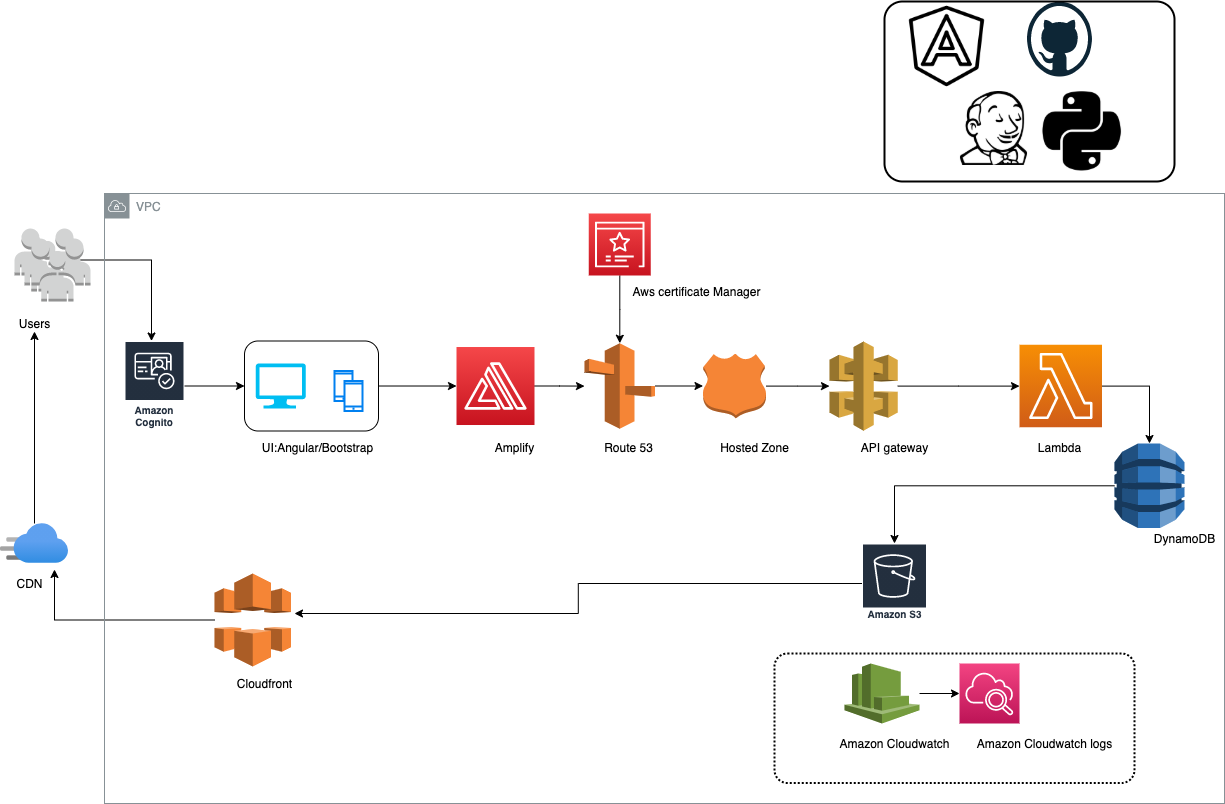 VPC
Users
Aws certificate Manager
Amazon
Cognito
UI:Angular/Bootstrap
Amplify
Route 53
Hosted Zone
API gateway
Lambda
DynamoDB
CDN
Amazon S3
Cloudfront
Amazon Cloudwatch
Amazon Cloudwatch logs